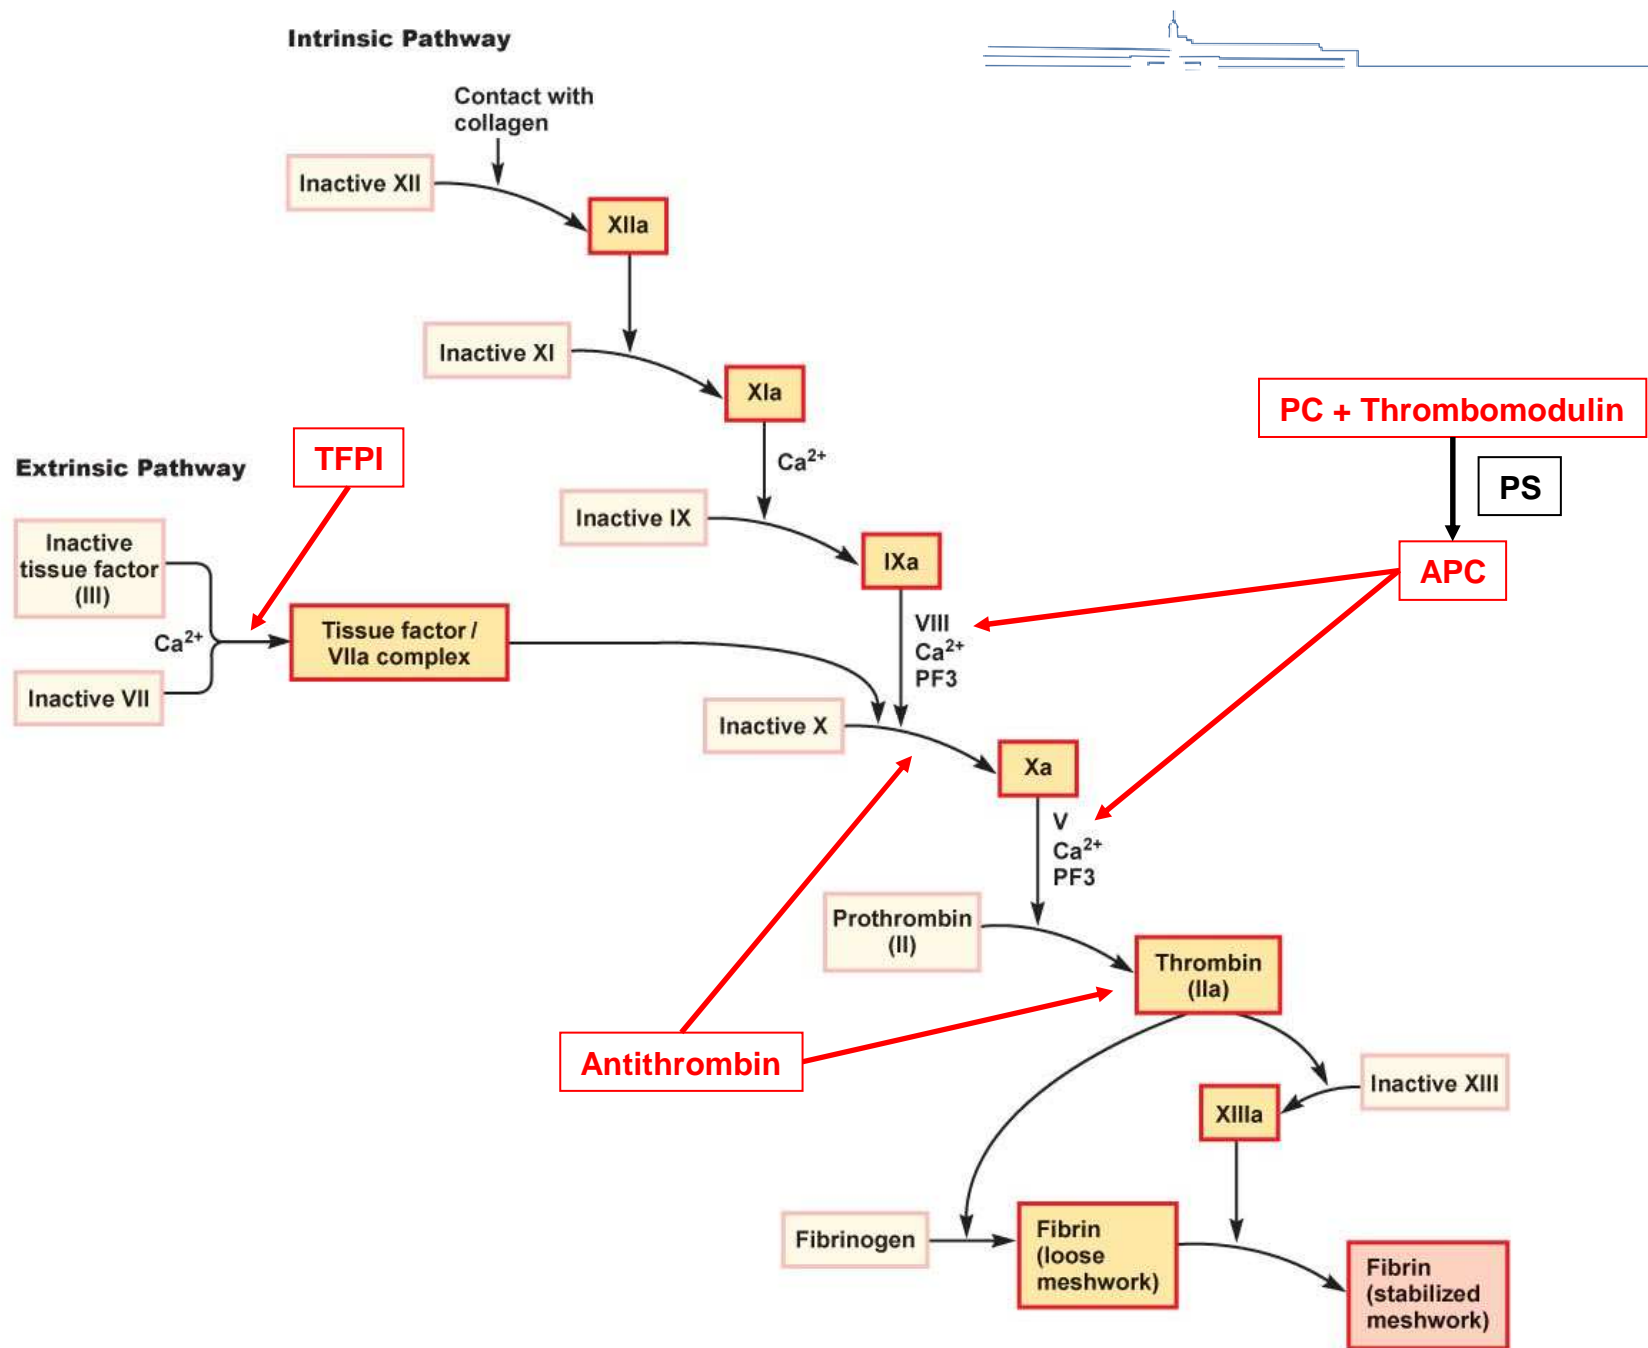 Intrinsic Pathway
Contact with
collagen
Inactive XII
XIIa
Inactive XI
XIa
Ca²⁺
PC + Thrombomodulin
PS
APC
TFPI
Extrinsic Pathway
Inactive
tissue factor
(III)
Ca²⁺
Inactive VII
Tissue factor /
VIIa complex
Inactive IX
IXa
VIII
Ca²⁺
PF3
Inactive X
Xa
V
Ca²⁺
PF3
Prothrombin
(II)
Thrombin
(IIa)
Antithrombin
Inactive XIII
XIIIa
Fibrinogen
Fibrin
(loose
meshwork)
Fibrin
(stabilized
meshwork)